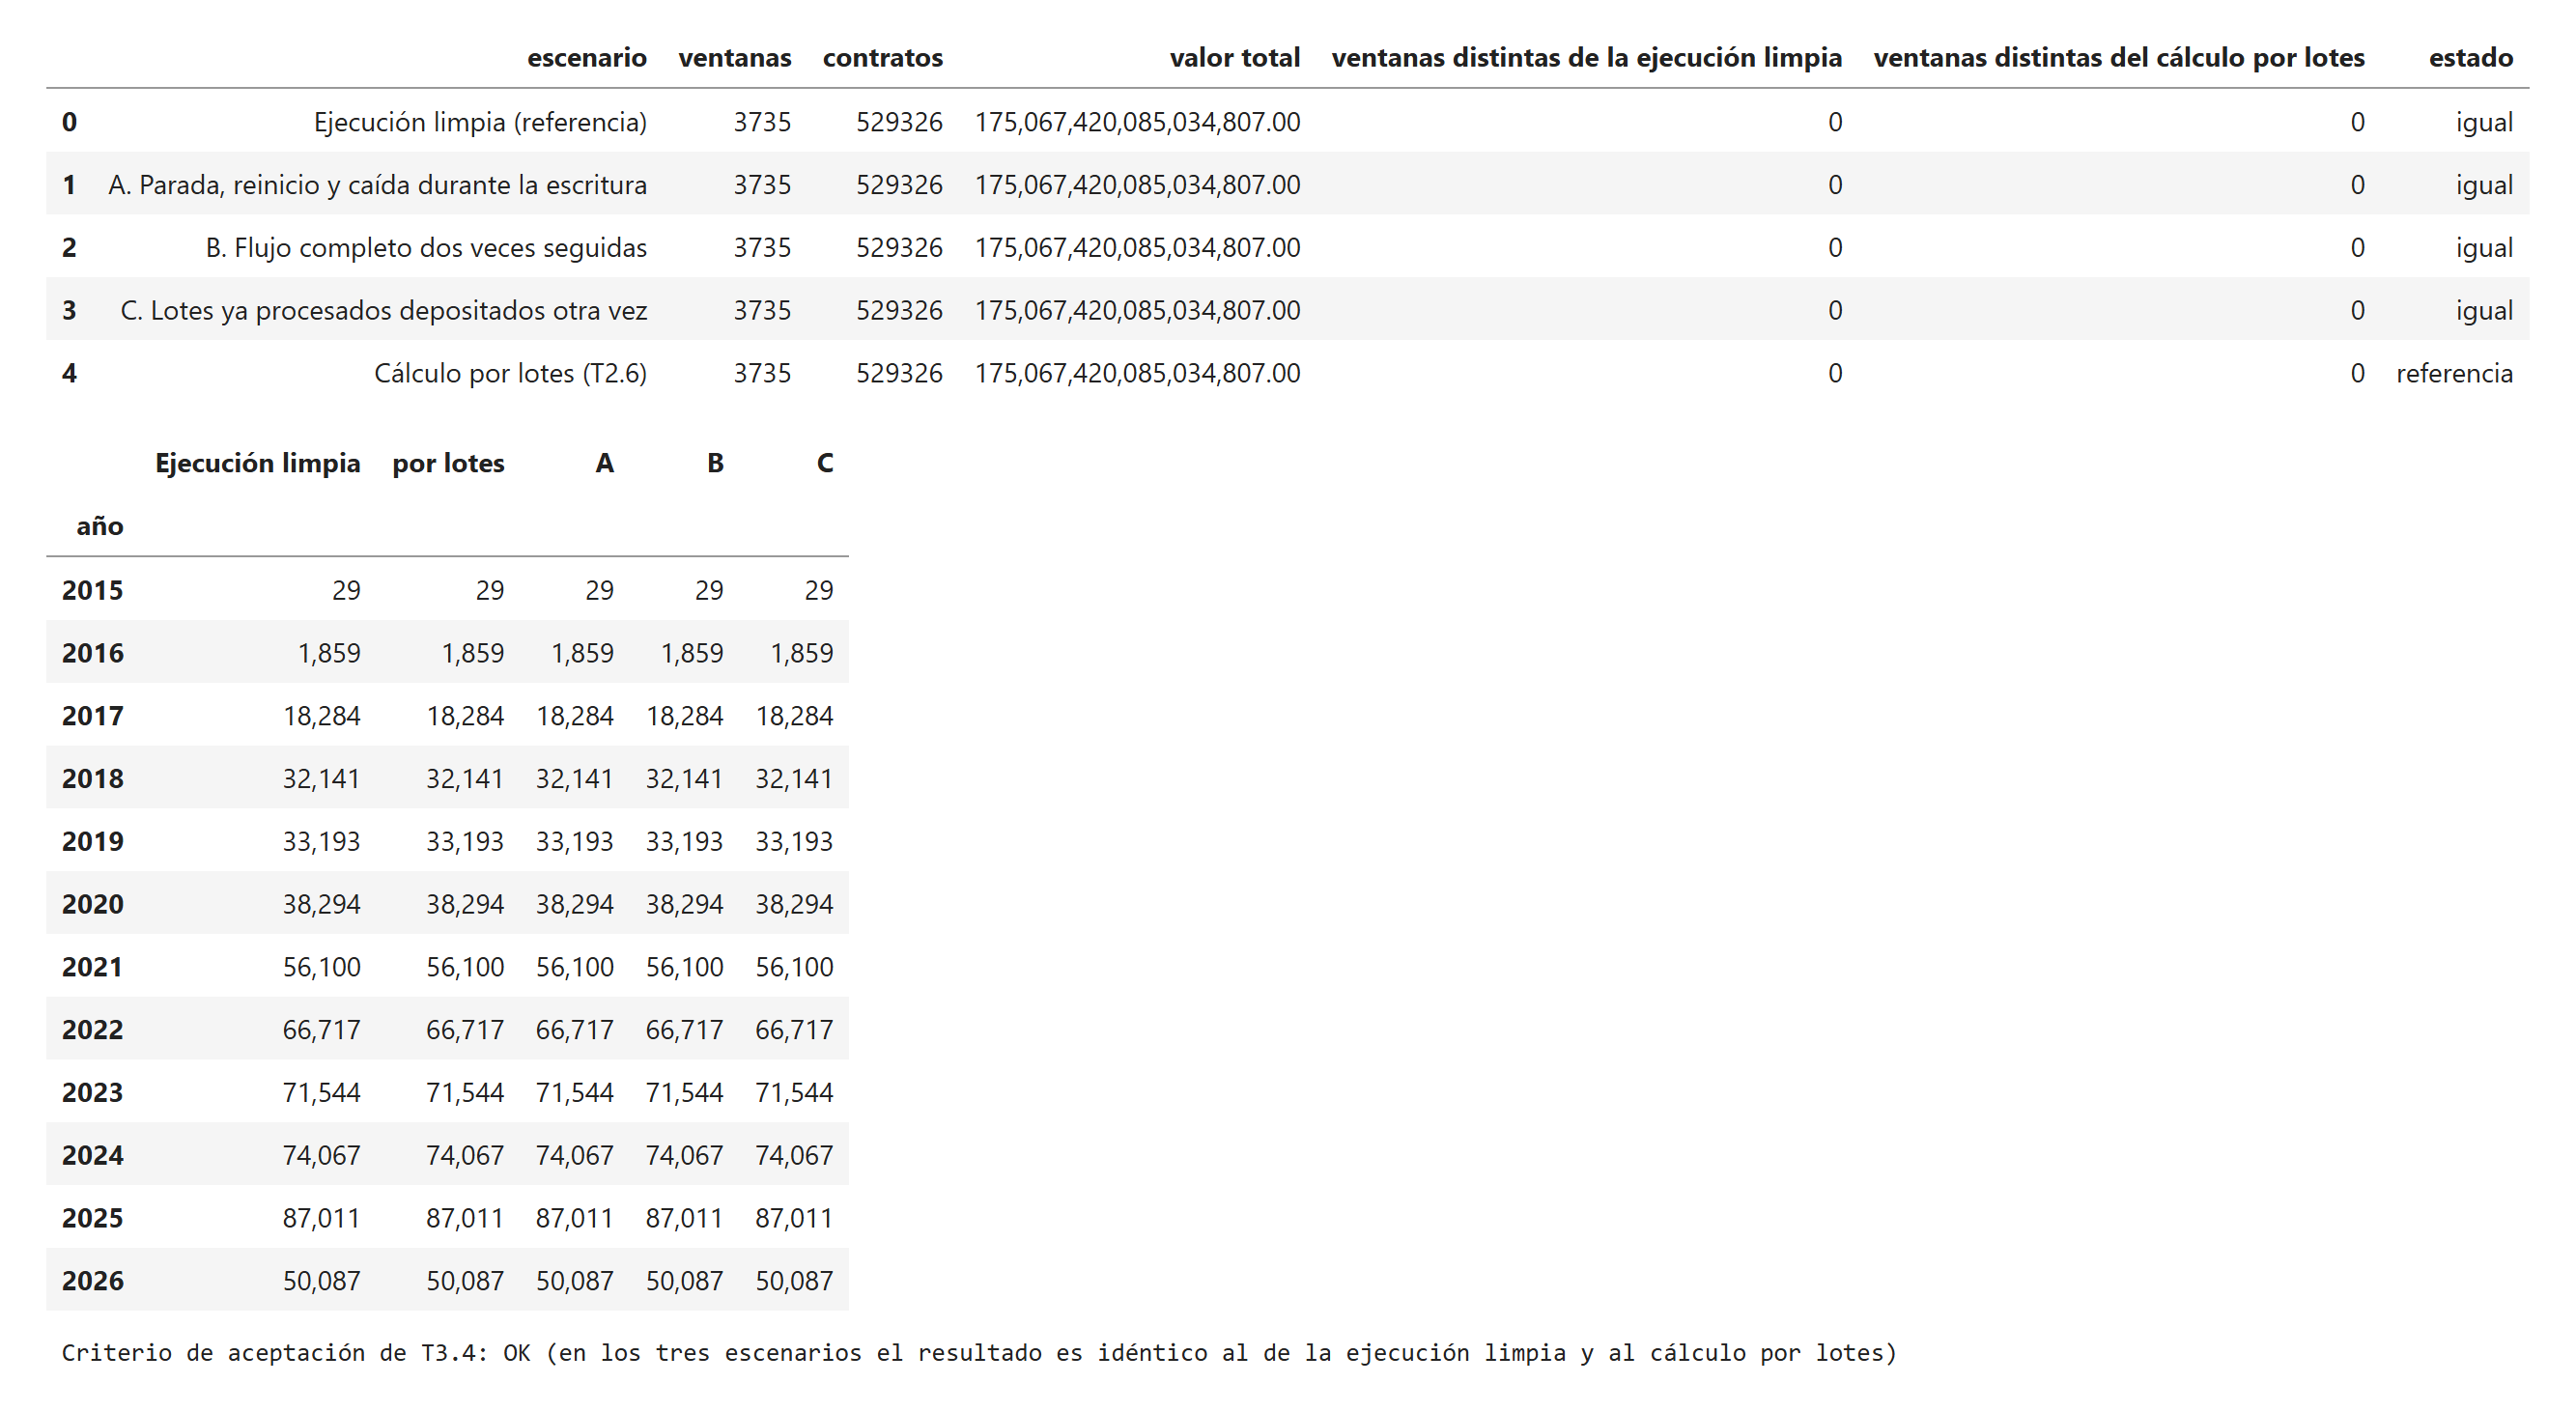 escenario ventanas contratos valor total ventanas distintas de la ejecución limpia ventanas distintas del cálculo por lotes estado
0 Ejecución limpia (referencia) 3735 529326 175,067,420,085,034,807.00 0 0 igual
1 A. Parada, reinicio y caída durante la escritura 3735 529326 175,067,420,085,034,807.00 0 0 igual
2 B. Flujo completo dos veces seguidas 3735 529326 175,067,420,085,034,807.00 0 0 igual
3 C. Lotes ya procesados depositados otra vez 3735 529326 175,067,420,085,034,807.00 0 0 igual
4 Cálculo por lotes (T2.6) 3735 529326 175,067,420,085,034,807.00 0 0 referencia
Ejecución limpia por lotes A B C
año
2015 29 29 29 29 29
2016 1,859 1,859 1,859 1,859 1,859
2017 18,284 18,284 18,284 18,284 18,284
2018 32,141 32,141 32,141 32,141 32,141
2019 33,193 33,193 33,193 33,193 33,193
2020 38,294 38,294 38,294 38,294 38,294
2021 56,100 56,100 56,100 56,100 56,100
2022 66,717 66,717 66,717 66,717 66,717
2023 71,544 71,544 71,544 71,544 71,544
2024 74,067 74,067 74,067 74,067 74,067
2025 87,011 87,011 87,011 87,011 87,011
2026 50,087 50,087 50,087 50,087 50,087
Criterio de aceptación de T3.4: OK (en los tres escenarios el resultado es idéntico al de la ejecución limpia y al cálculo por lotes)